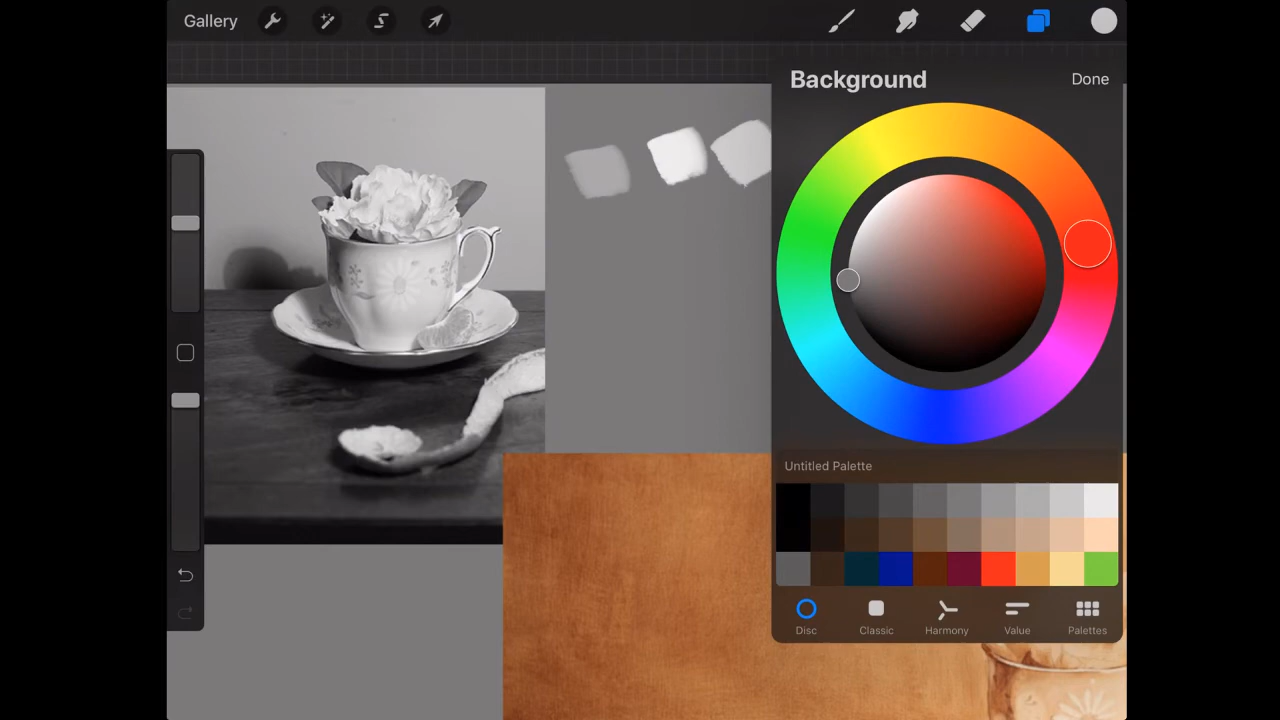 Gallery
Background
Done
Untitled Palette
Disc
Classic
Harmony
Value
Palettes